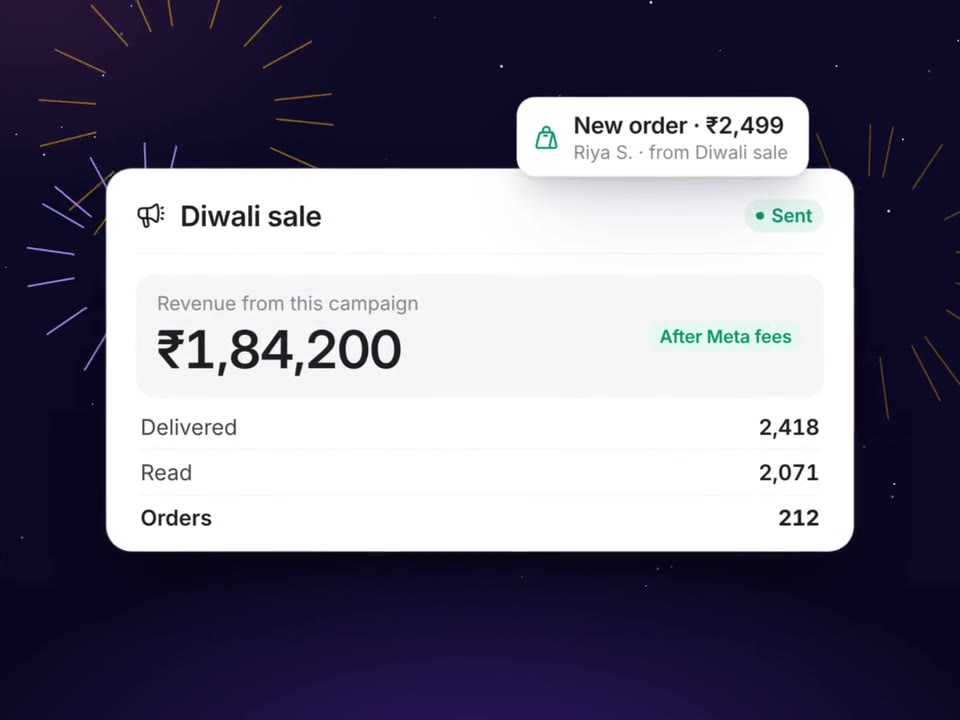 New order · ₹2,499
Riya S. · from Diwali sale
Diwali sale
Sent
Revenue from this campaign
₹1,84,200
After Meta fees
Delivered 2,418
Read 2,071
Orders 212